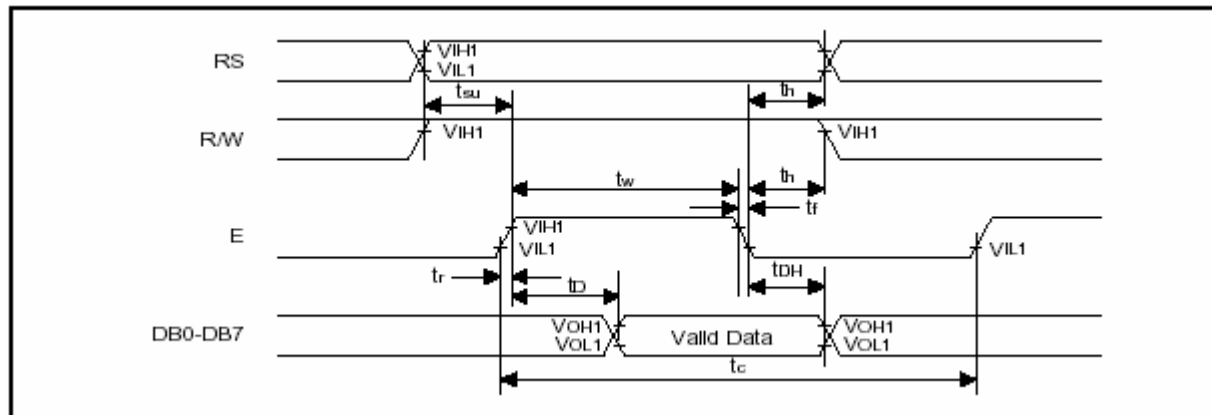 RS
VIH1
VIL1
tsu
th
R/W
VIH1
VIH1
tw
th
tf
E
VIH1
VIL1
VIL1
tr
tD
tDH
DB0-DB7
VOH1
VOL1
Valid Data
VOH1
VOL1
tc